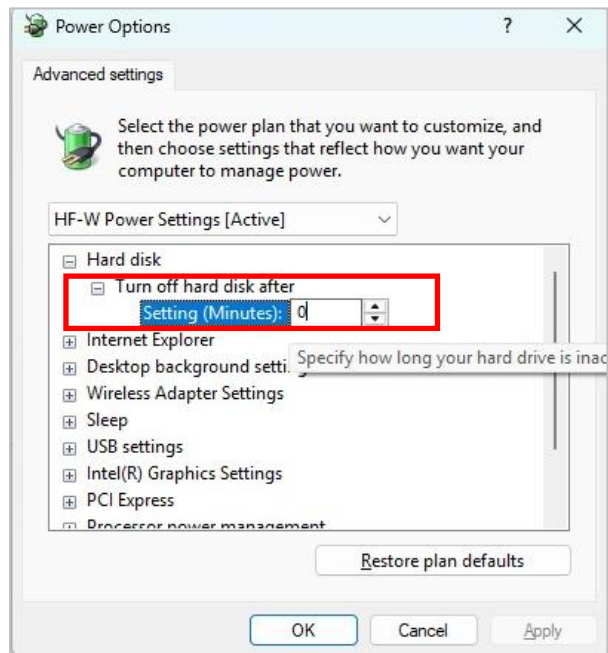 Power Options
Advanced settings
Select the power plan that you want to customize, and
then choose settings that reflect how you want your
computer to manage power.
HF-W Power Settings [Active]
Hard disk
Turn off hard disk after
Setting (Minutes): 0
Internet Explorer
Specify how long your hard drive is inac
Desktop background setti
Wireless Adapter Settings
Sleep
USB settings
Intel(R) Graphics Settings
PCI Express
Processor power management
Restore plan defaults
OK Cancel Apply